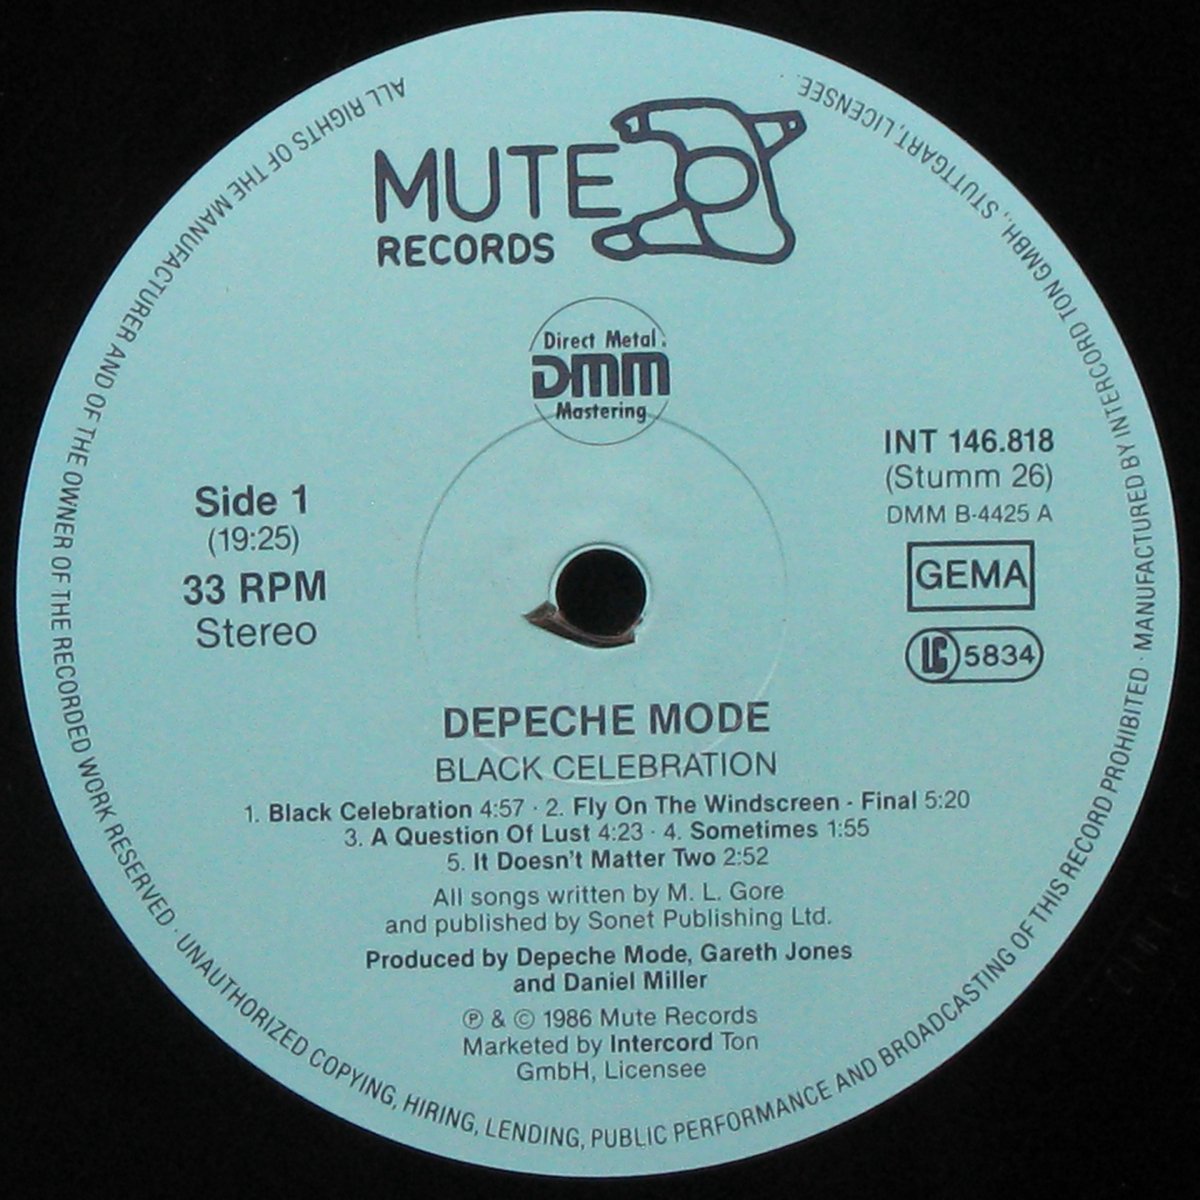 MUTE
RECORDS
Direct Metal
DMM
Mastering
INT 146.818
(Stumm 26)
DMM B-4425 A
GEMA
LC 5834
Side 1
(19:25)
33 RPM
Stereo
DEPECHE MODE
BLACK CELEBRATION
1. Black Celebration 4:57 · 2. Fly On The Windscreen - Final 5:20
3. A Question Of Lust 4:23 · 4. Sometimes 1:55
5. It Doesn't Matter Two 2:52
All songs written by M. L. Gore
and published by Sonet Publishing Ltd.
Produced by Depeche Mode, Gareth Jones
and Daniel Miller
℗ & © 1986 Mute Records
Marketed by Intercord Ton
GmbH, Licensee
ALL RIGHTS OF THE MANUFACTURER AND OF THE OWNER OF THE RECORDED WORK RESERVED · UNAUTHORIZED COPYING, HIRING, LENDING, PUBLIC PERFORMANCE AND BROADCASTING OF THIS RECORD PROHIBITED · MANUFACTURED BY INTERCORD TON GMBH., STUTTGART, LICENSEE.